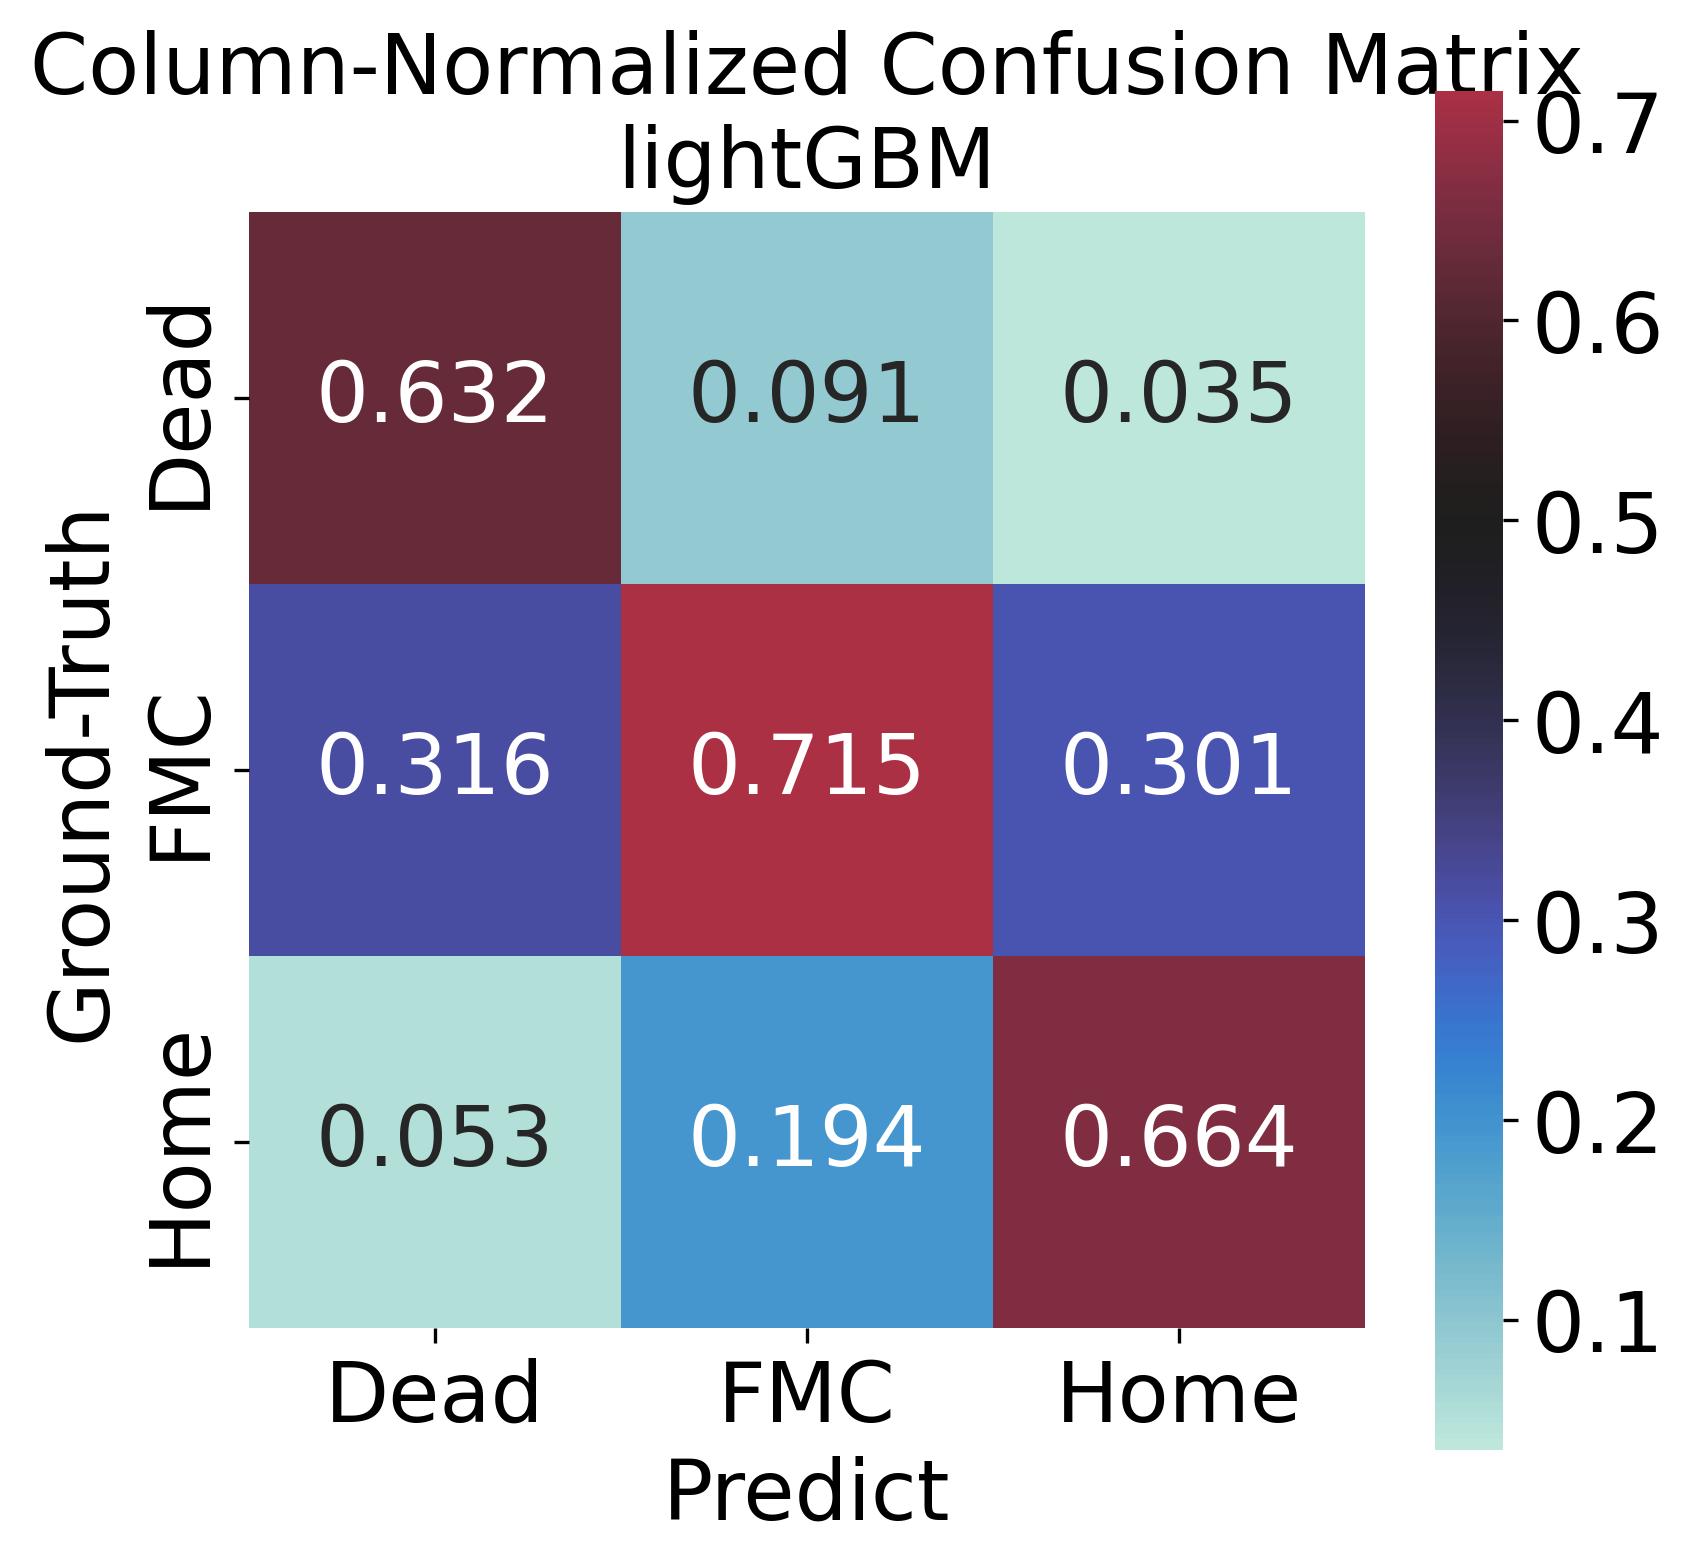 Column-Normalized Confusion Matrix
lightGBM
Ground-Truth
Dead
0.632 0.091 0.035
FMC
0.316 0.715 0.301
Home
0.053 0.194 0.664
Dead FMC Home
Predict
0.7
0.6
0.5
0.4
0.3
0.2
0.1